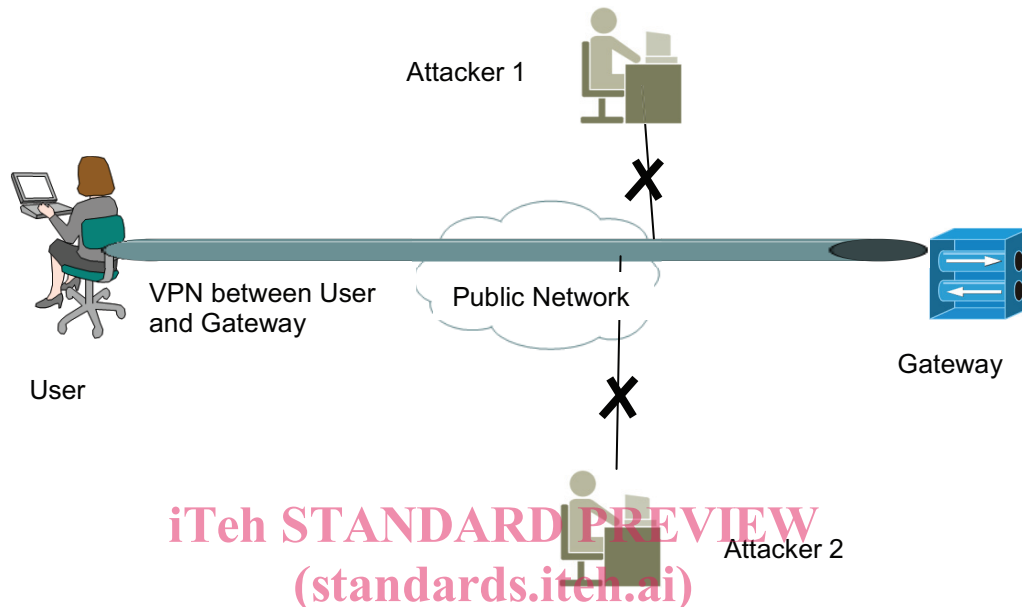 Attacker 1
VPN between User
and Gateway
Public Network
Gateway
User
iTeh STANDARD PREVIEW
Attacker 2
(standards.iteh.ai)